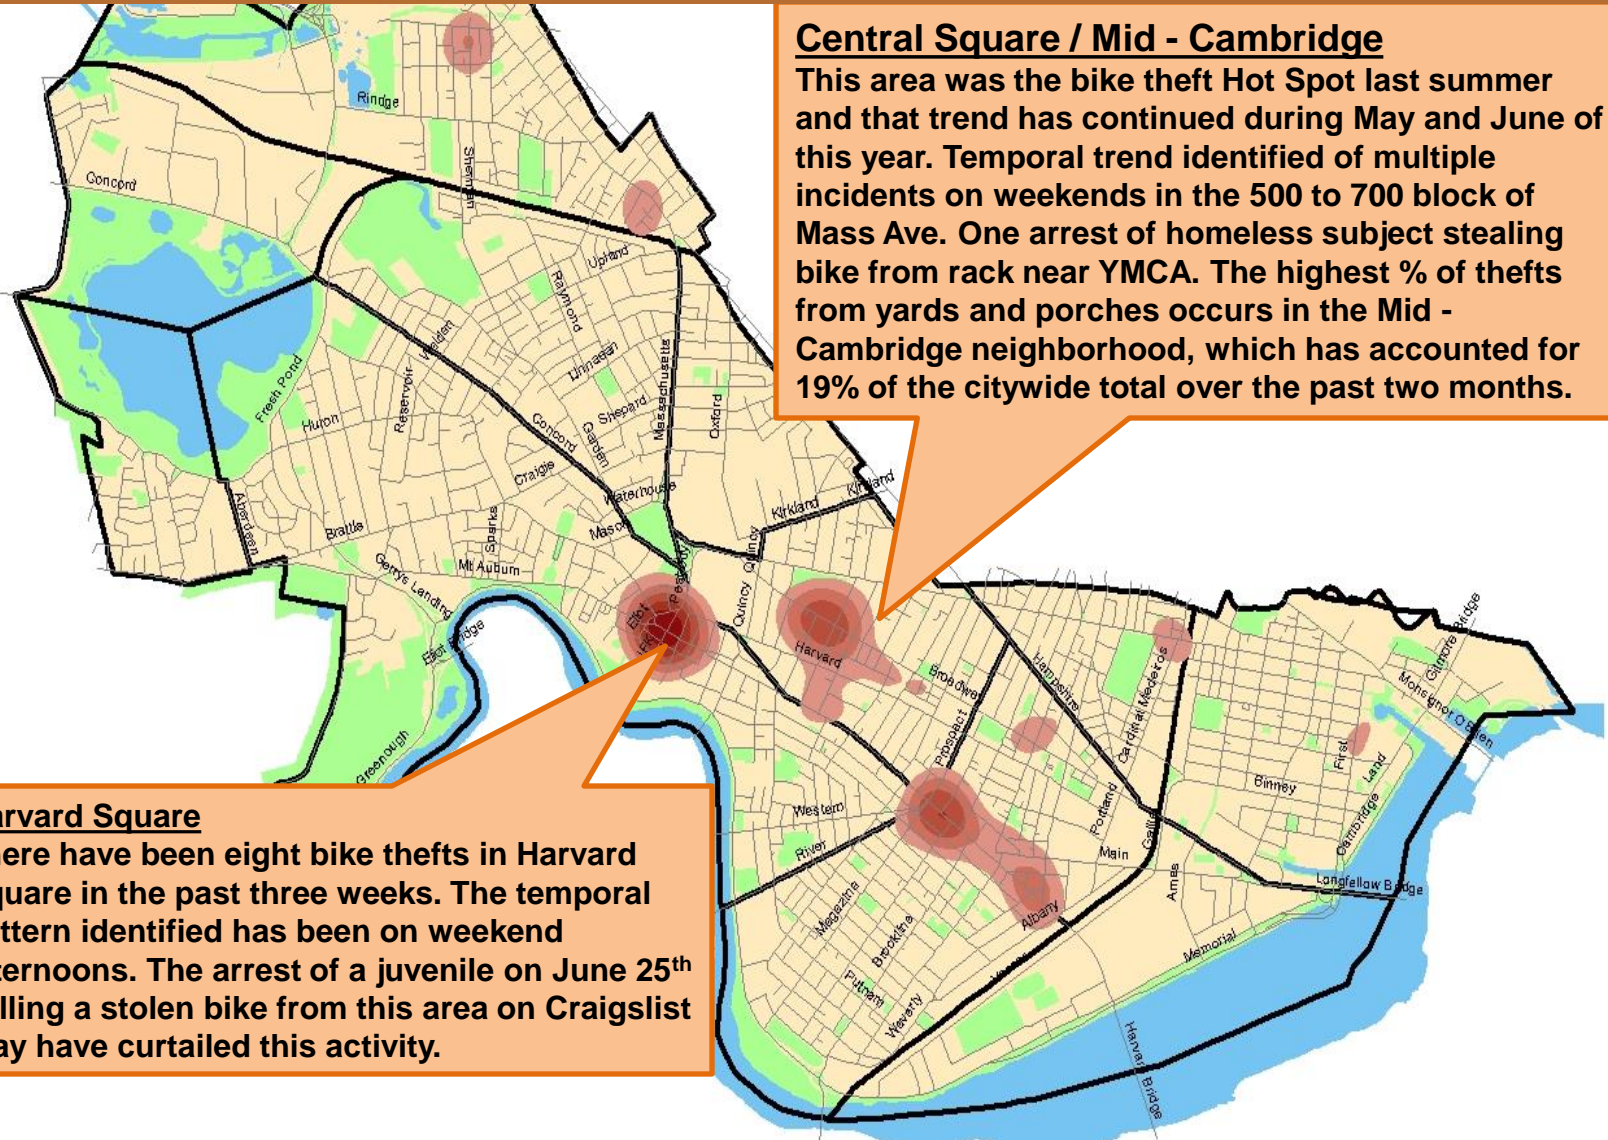 Central Square / Mid - Cambridge
This area was the bike theft Hot Spot last summer
and that trend has continued during May and June of
this year. Temporal trend identified of multiple
incidents on weekends in the 500 to 700 block of
Mass Ave. One arrest of homeless subject stealing
bike from rack near YMCA. The highest % of thefts
from yards and porches occurs in the Mid -
Cambridge neighborhood, which has accounted for
19% of the citywide total over the past two months.
Rindge
Sherman
Concord
Upland
Raymond
Walden
Linnaean
Massachusetts
Fresh Pond
Reservoir
Shepard
Oxford
Huron
Concord
Garden
Craigie
Waterhouse
Kirkland
Kirkland
Aberdeen
Brattle
Sparks
Mason
Quincy
Mt Auburn
Gerrys Landing
Peabody
Quincy
Eliot
JFK
Eliot Bridge
Harvard
Broadway
Hampshire
Cardinal Medeiros
Gilmore Bridge
Monsignor O'Brien
Prospect
Greenough
First
Land
Binney
Portland
Cambridge
Western
River
Main
Galile
Ames
Longfellow Bridge
Magazine
Brookline
Albany
Memorial
Putnam
Vassar
Waverly
Harvard Bridge
arvard Square
here have been eight bike thefts in Harvard
quare in the past three weeks. The temporal
attern identified has been on weekend
ternoons. The arrest of a juvenile on June 25th
lling a stolen bike from this area on Craigslist
ay have curtailed this activity.